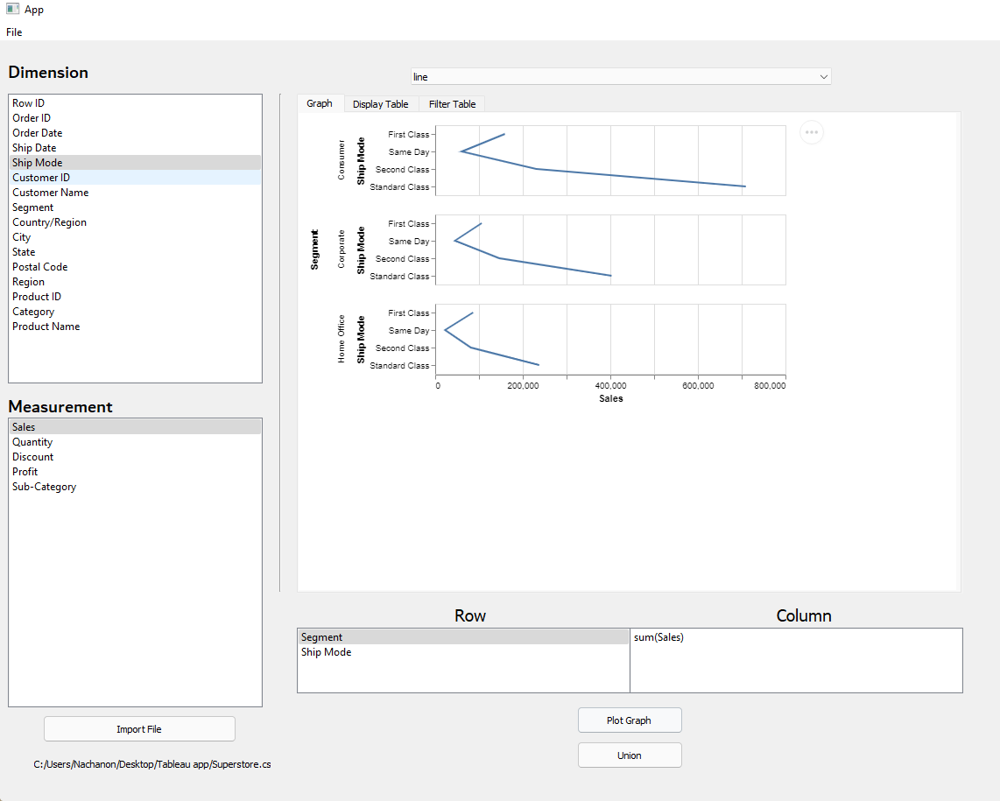 App
File
Dimension
Row ID
Order ID
Order Date
Ship Date
Ship Mode
Customer ID
Customer Name
Segment
Country/Region
City
State
Postal Code
Region
Product ID
Category
Product Name
Measurement
Sales
Quantity
Discount
Profit
Sub-Category
Import File
C:/Users/Nachanon/Desktop/Tableau app/Superstore.cs
line
Graph Display Table Filter Table
Segment
Consumer
Ship Mode
First Class
Same Day
Second Class
Standard Class
Corporate
Ship Mode
First Class
Same Day
Second Class
Standard Class
Home Office
Ship Mode
First Class
Same Day
Second Class
Standard Class
0 200,000 400,000 600,000 800,000
Sales
Row Column
Segment sum(Sales)
Ship Mode
Plot Graph
Union